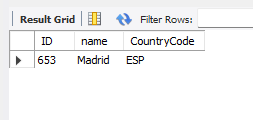 Result Grid Filter Rows:
ID name CountryCode
653 Madrid ESP